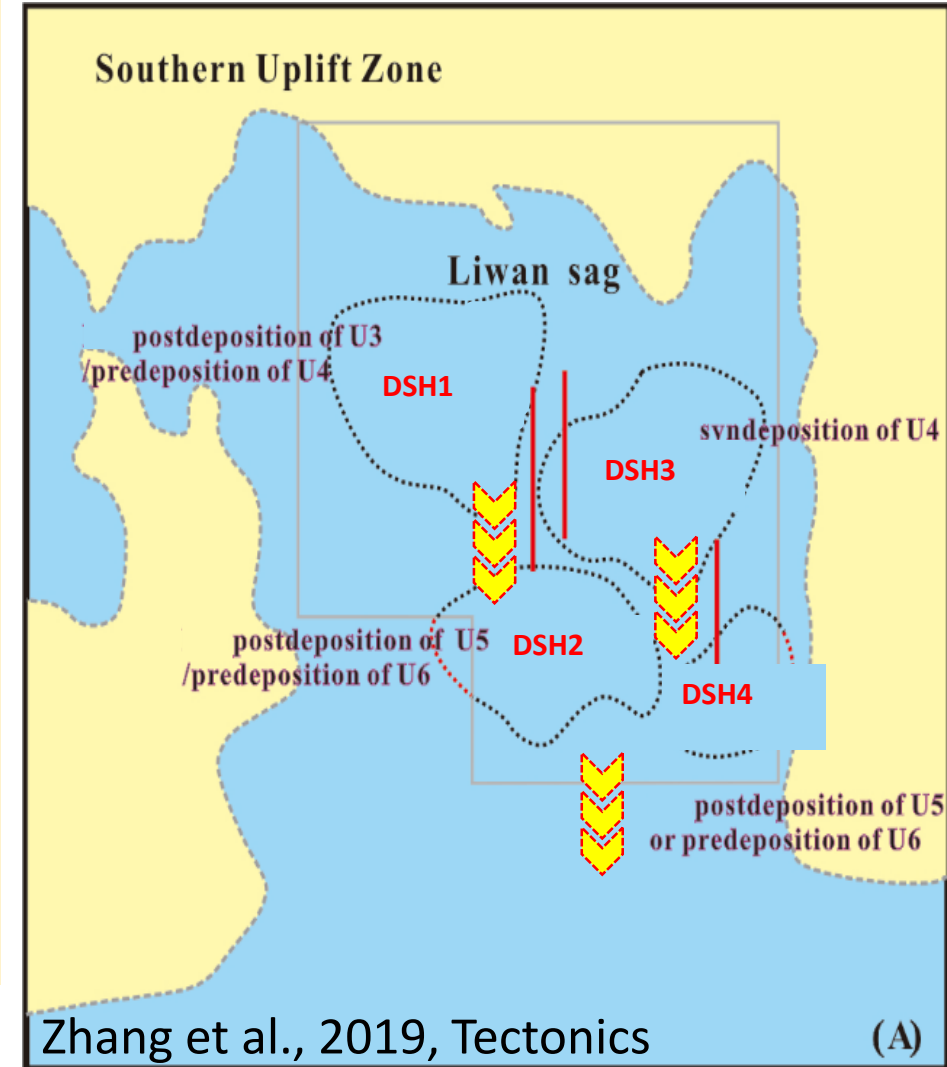 Southern Uplift Zone
Liwan sag
postdeposition of U3
/predeposition of U4
DSH1
svndeposition of U4
DSH3
postdeposition of U5
/predeposition of U6
DSH2
DSH4
postdeposition of U5
or predeposition of U6
Zhang et al., 2019, Tectonics
(A)